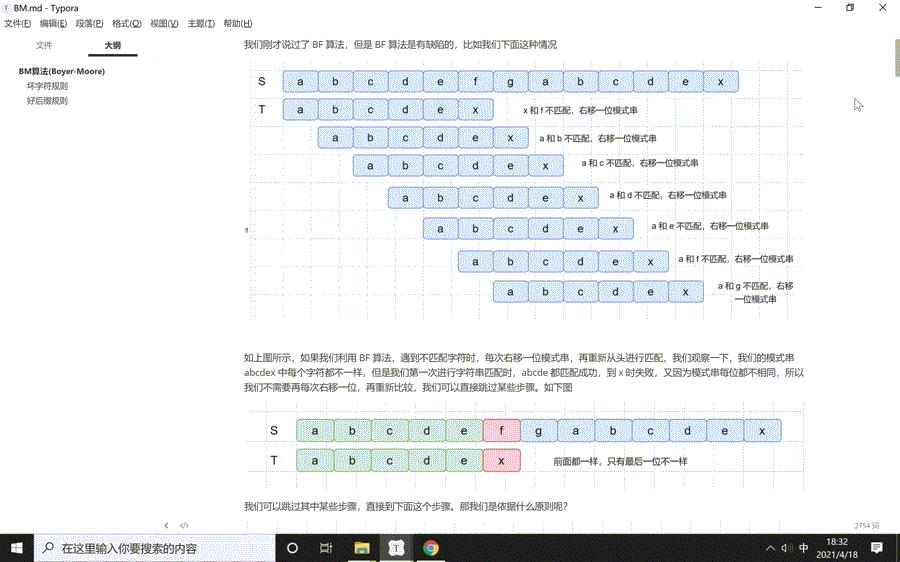 BM.md - Typora
文件(F) 编辑(E) 段落(P) 格式(O) 视图(V) 主题(T) 帮助(H)
文件 大纲
BM算法(Boyer-Moore)
坏字符规则
好后缀规则
我们刚才说过了 BF 算法，但是 BF 算法是有缺陷的，比如我们下面这种情况
S a b c d e f g a b c d e x
T a b c d e x x 和 f 不匹配，右移一位模式串
a b c d e x a 和 b 不匹配，右移一位模式串
a b c d e x a 和 c 不匹配，右移一位模式串
a b c d e x a 和 d 不匹配，右移一位模式串
a b c d e x a 和 e 不匹配，右移一位模式串
a b c d e x a 和 f 不匹配，右移一位模式串
a b c d e x a 和 g 不匹配，右移
一位模式串
如上图所示，如果我们利用 BF 算法，遇到不匹配字符时，每次右移一位模式串，再重新从头进行匹配，我们观察一下，我们的模式串
abcdex 中每个字符都不一样，但是我们第一次进行字符串匹配时，abcde 都匹配成功，到 x 时失败，又因为模式串每位都不相同，所以
我们不需要再每次右移一位，再重新比较，我们可以直接跳过某些步骤。如下图
S a b c d e f g a b c d e x
T a b c d e x 前面都一样，只有最后一位不一样
我们可以跳过其中某些步骤，直接到下面这个步骤。那我们是依据什么原则呢？
2754 词
在这里输入你要搜索的内容
中
18:32
2021/4/18